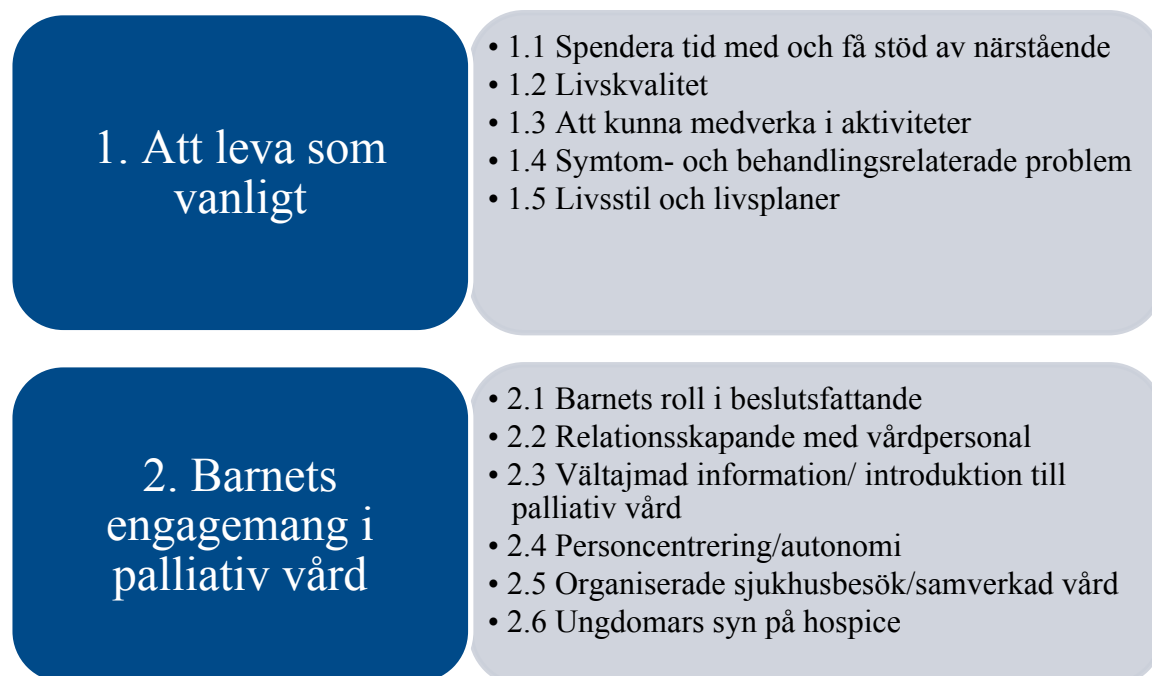 1. Att leva som
vanligt
• 1.1 Spendera tid med och få stöd av närstående
• 1.2 Livskvalitet
• 1.3 Att kunna medverka i aktiviteter
• 1.4 Symtom- och behandlingsrelaterade problem
• 1.5 Livsstil och livsplaner
2. Barnets
engagemang i
palliativ vård
• 2.1 Barnets roll i beslutsfattande
• 2.2 Relationsskapande med vårdpersonal
• 2.3 Vältajmad information/ introduktion till
palliativ vård
• 2.4 Personcentrering/autonomi
• 2.5 Organiserade sjukhusbesök/samverkad vård
• 2.6 Ungdomars syn på hospice